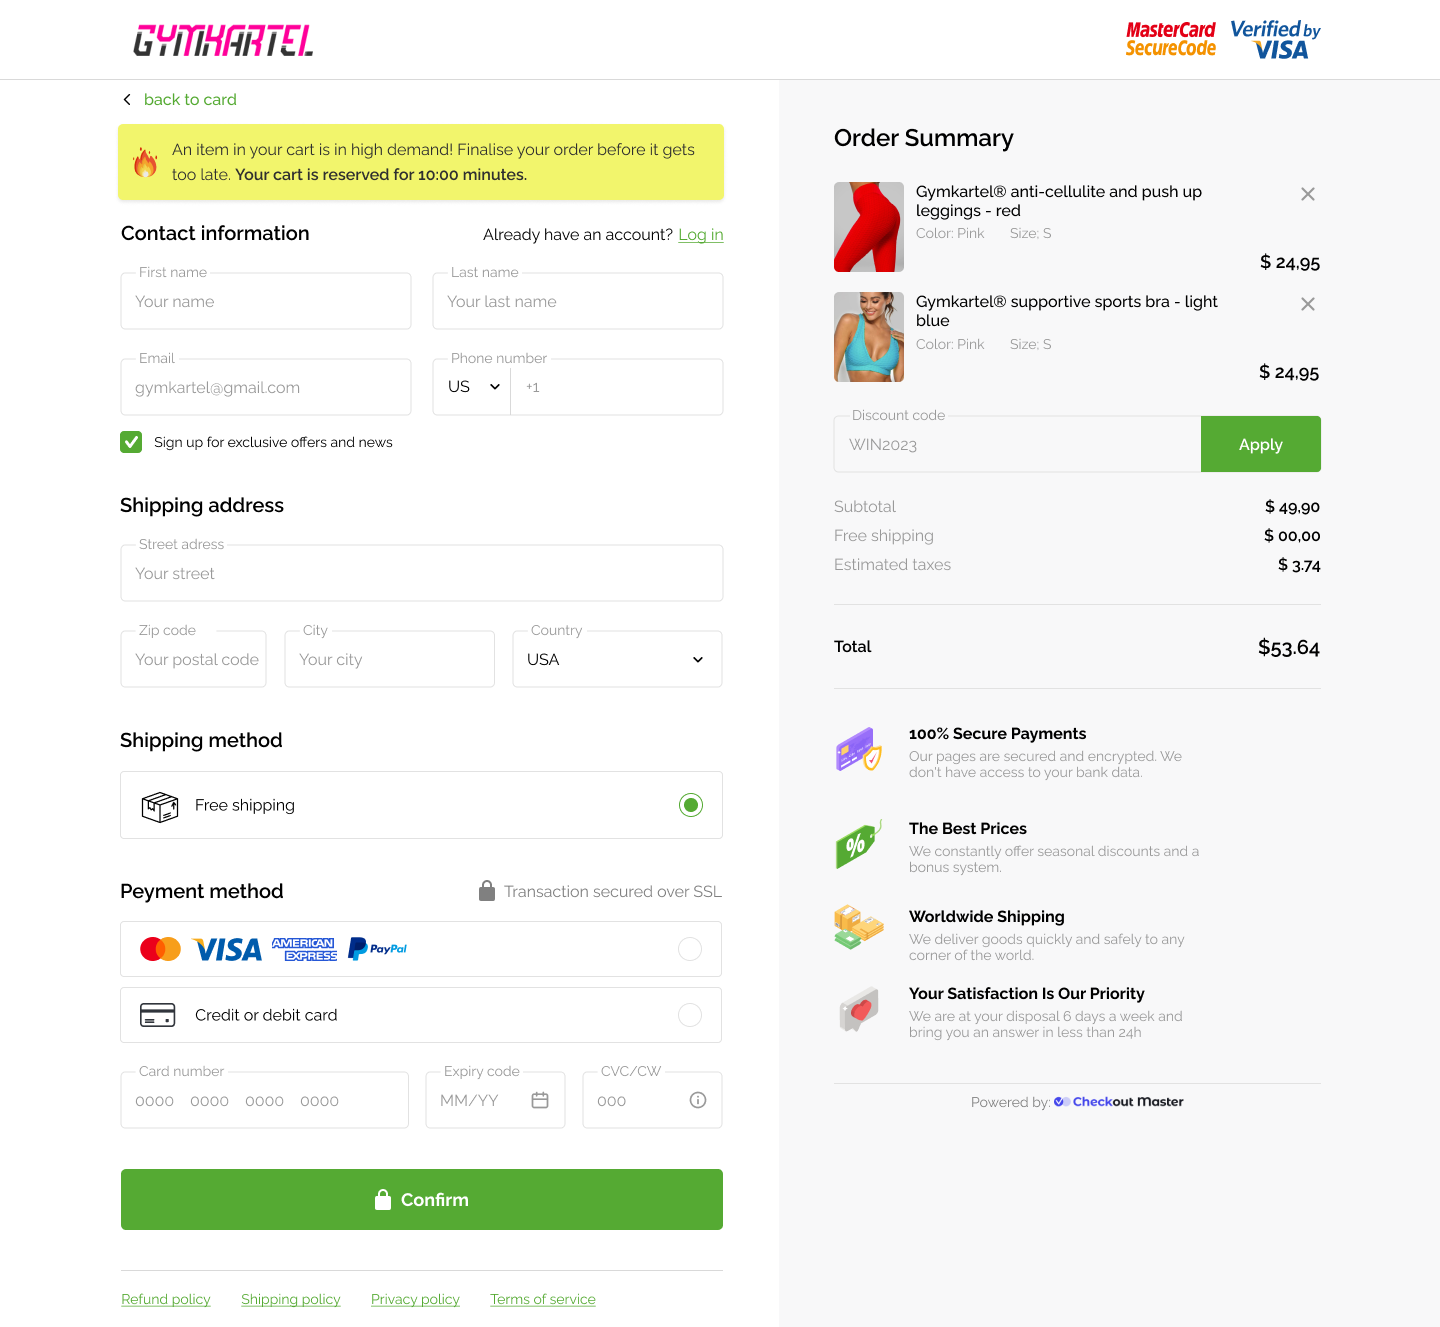 GYMKARTEL
MasterCard
SecureCode
Verified by
VISA
back to card
An item in your cart is in high demand! Finalise your order before it gets
too late. Your cart is reserved for 10:00 minutes.
Contact information
Already have an account? Log in
First name
Your name
Last name
Your last name
Email
gymkartel@gmail.com
Phone number
US
+1
Sign up for exclusive offers and news
Shipping address
Street adress
Your street
Zip code
Your postal code
City
Your city
Country
USA
Shipping method
Free shipping
Peyment method
Transaction secured over SSL
VISA
AMERICAN
EXPRESS
PayPal
Credit or debit card
Card number
0000 0000 0000 0000
Expiry code
MM/YY
CVC/CW
000
Confirm
Refund policy
Shipping policy
Privacy policy
Terms of service
Order Summary
Gymkartel® anti-cellulite and push up
leggings - red
Color: Pink
Size: S
$ 24,95
Gymkartel® supportive sports bra - light
blue
Color: Pink
Size: S
$ 24,95
Discount code
WIN2023
Apply
Subtotal
$ 49,90
Free shipping
$ 00,00
Estimated taxes
$ 3.74
Total
$53.64
100% Secure Payments
Our pages are secured and encrypted. We
don't have access to your bank data.
%
The Best Prices
We constantly offer seasonal discounts and a
bonus system.
Worldwide Shipping
We deliver goods quickly and safely to any
corner of the world.
Your Satisfaction Is Our Priority
We are at your disposal 6 days a week and
bring you an answer in less than 24h
Powered by: Checkout Master